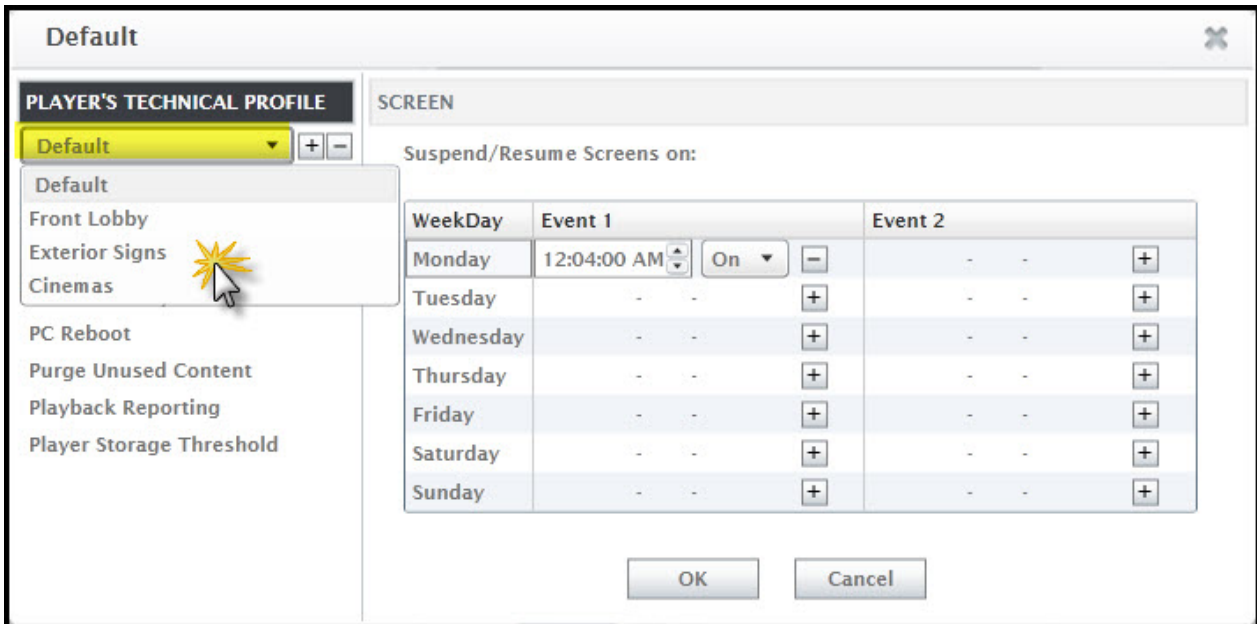 Default
PLAYER'S TECHNICAL PROFILE
Default
Default
Front Lobby
Exterior Signs
Cinemas
PC Reboot
Purge Unused Content
Playback Reporting
Player Storage Threshold
SCREEN
Suspend/Resume Screens on:
WeekDay Event 1 Event 2
Monday 12:04:00 AM On - -
Tuesday - - - -
Wednesday - - - -
Thursday - - - -
Friday - - - -
Saturday - - - -
Sunday - - - -
OK Cancel